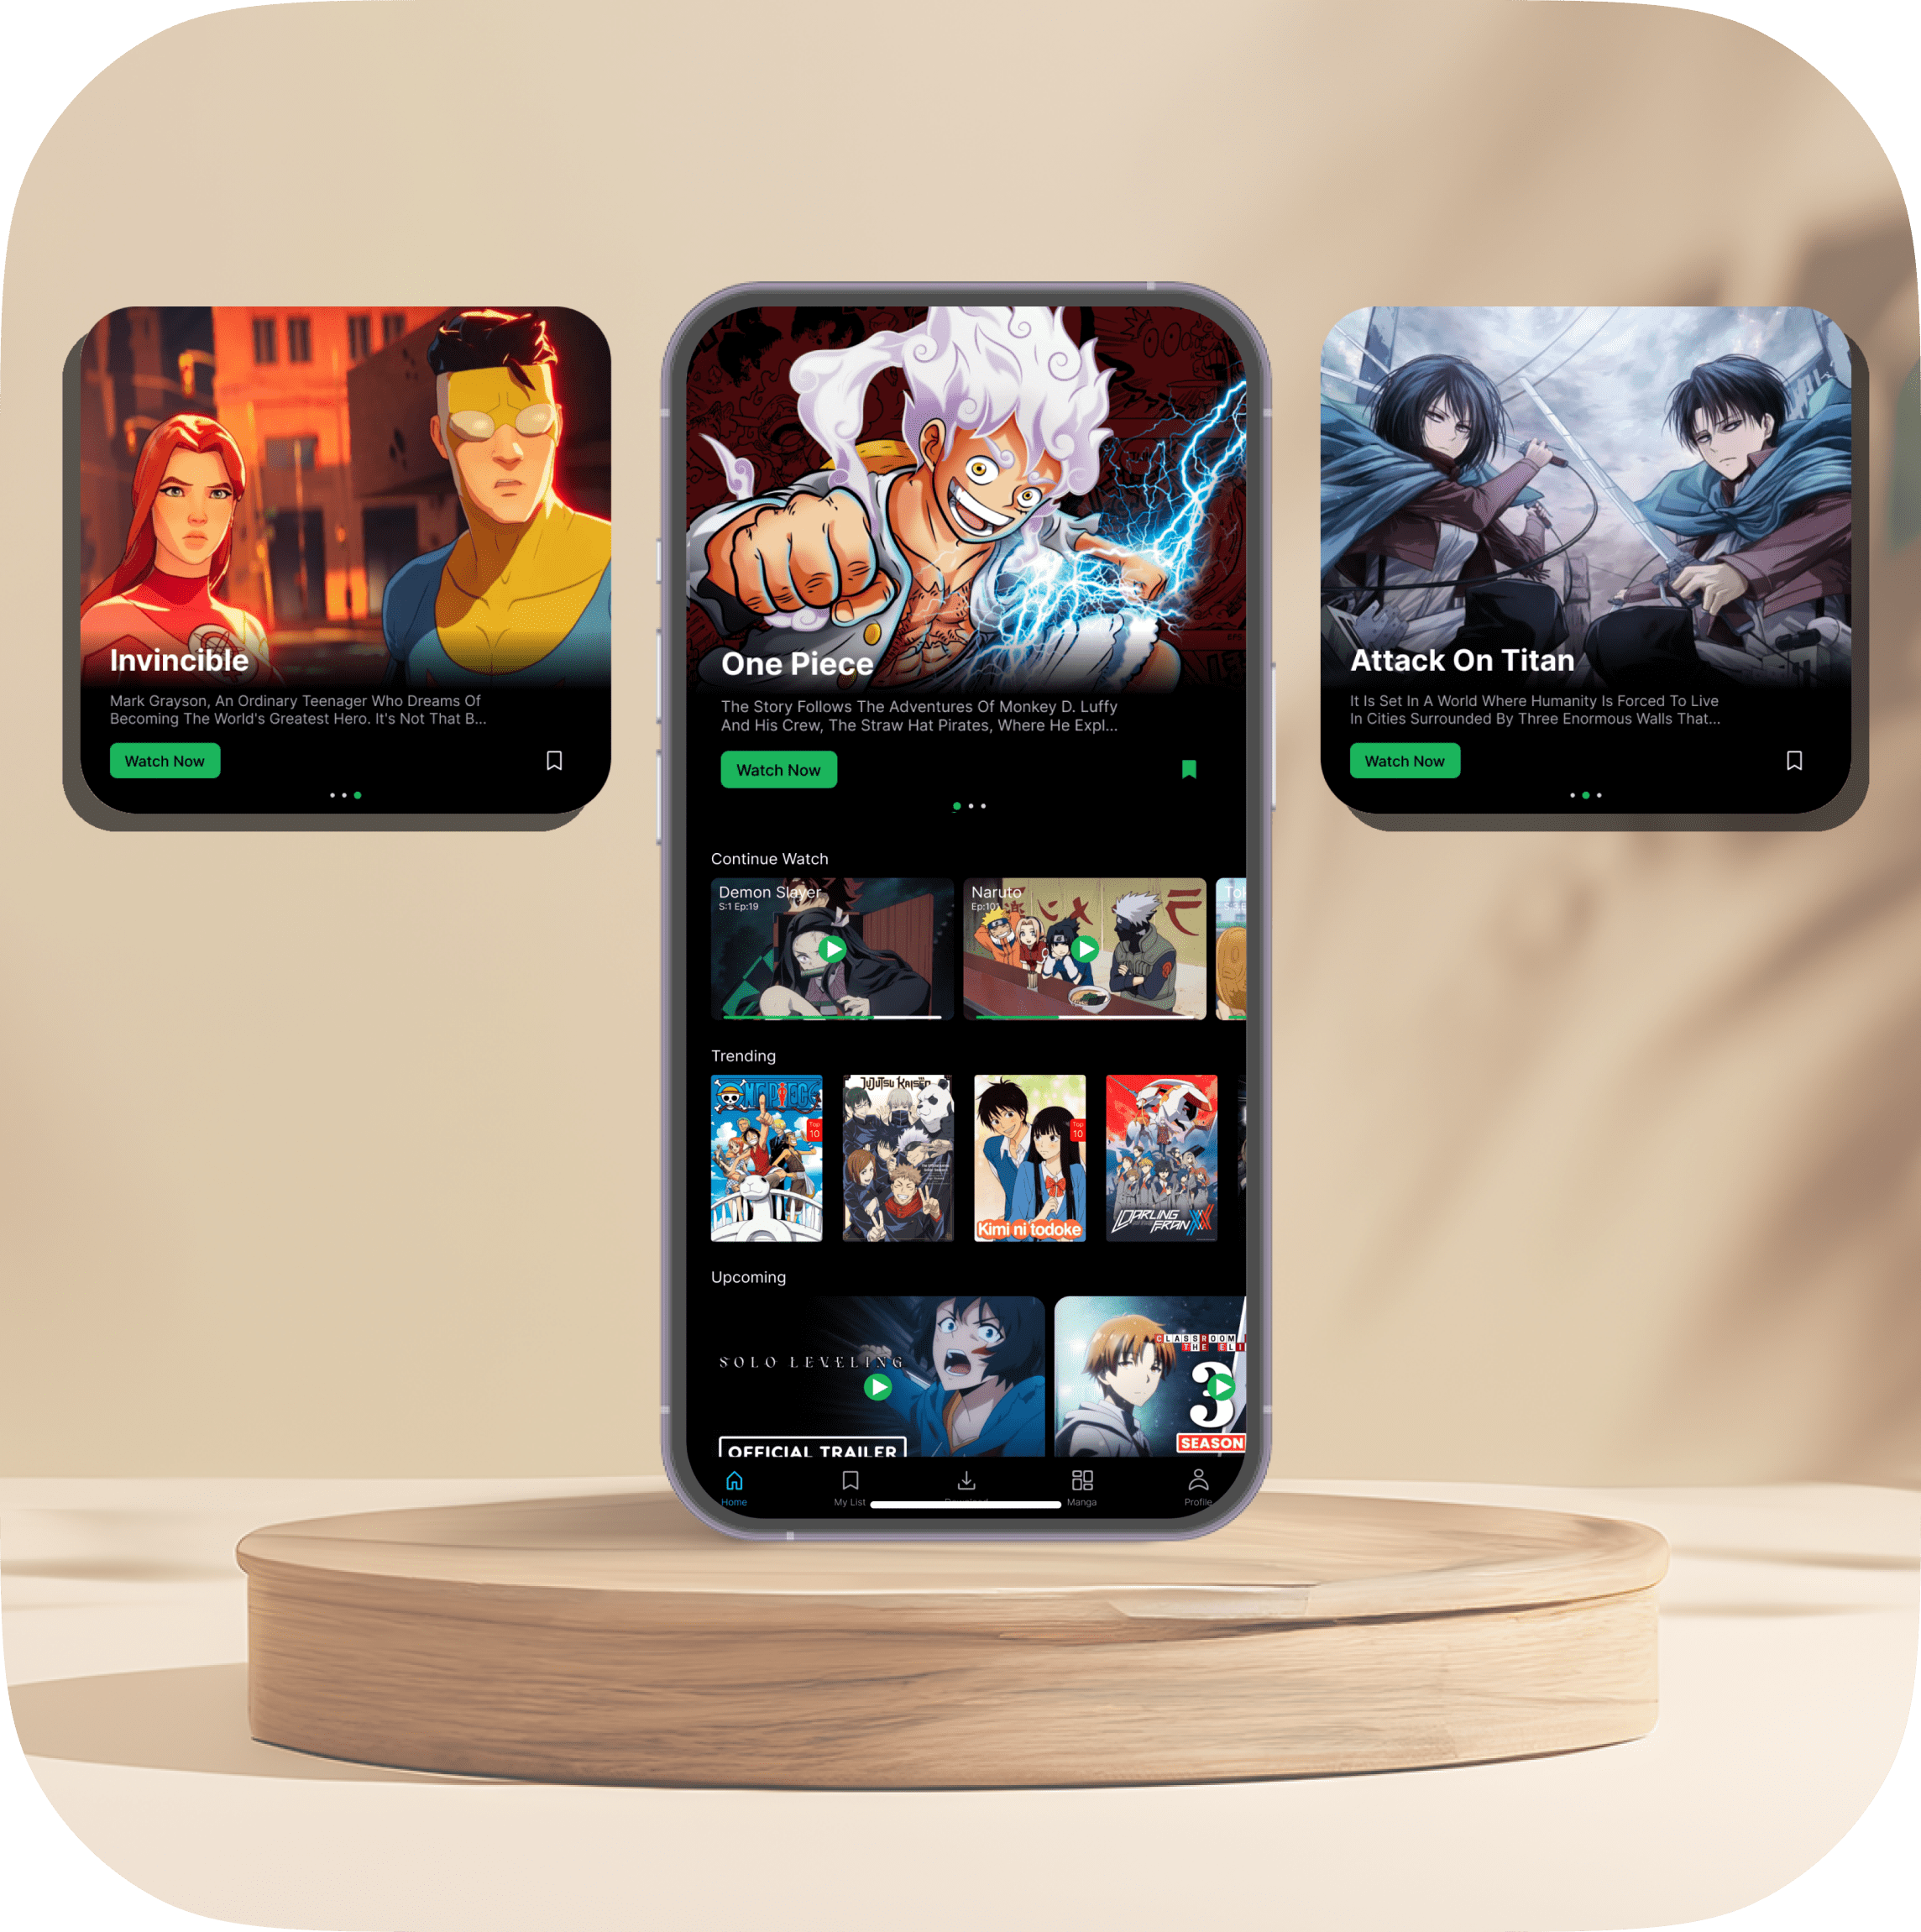 Invincible
Mark Grayson, An Ordinary Teenager Who Dreams Of
Becoming The World's Greatest Hero. It's Not That B...
Watch Now
One Piece
The Story Follows The Adventures Of Monkey D. Luffy
And His Crew, The Straw Hat Pirates, Where He Expl...
Watch Now
Attack On Titan
It Is Set In A World Where Humanity Is Forced To Live
In Cities Surrounded By Three Enormous Walls That...
Watch Now
Continue Watch
Demon Slayer
S:1 Ep:19
Naruto
Ep:101
Trending
ONE PIECE
Top
10
JUJUTSU KAISEN
Top
10
Kimi ni todoke
DARLING
FRANXX
Upcoming
SOLO LEVELING
OFFICIAL TRAILER
CLASSROOM
THE ELI
3
SEASON
Home
My List
Manga
Profile